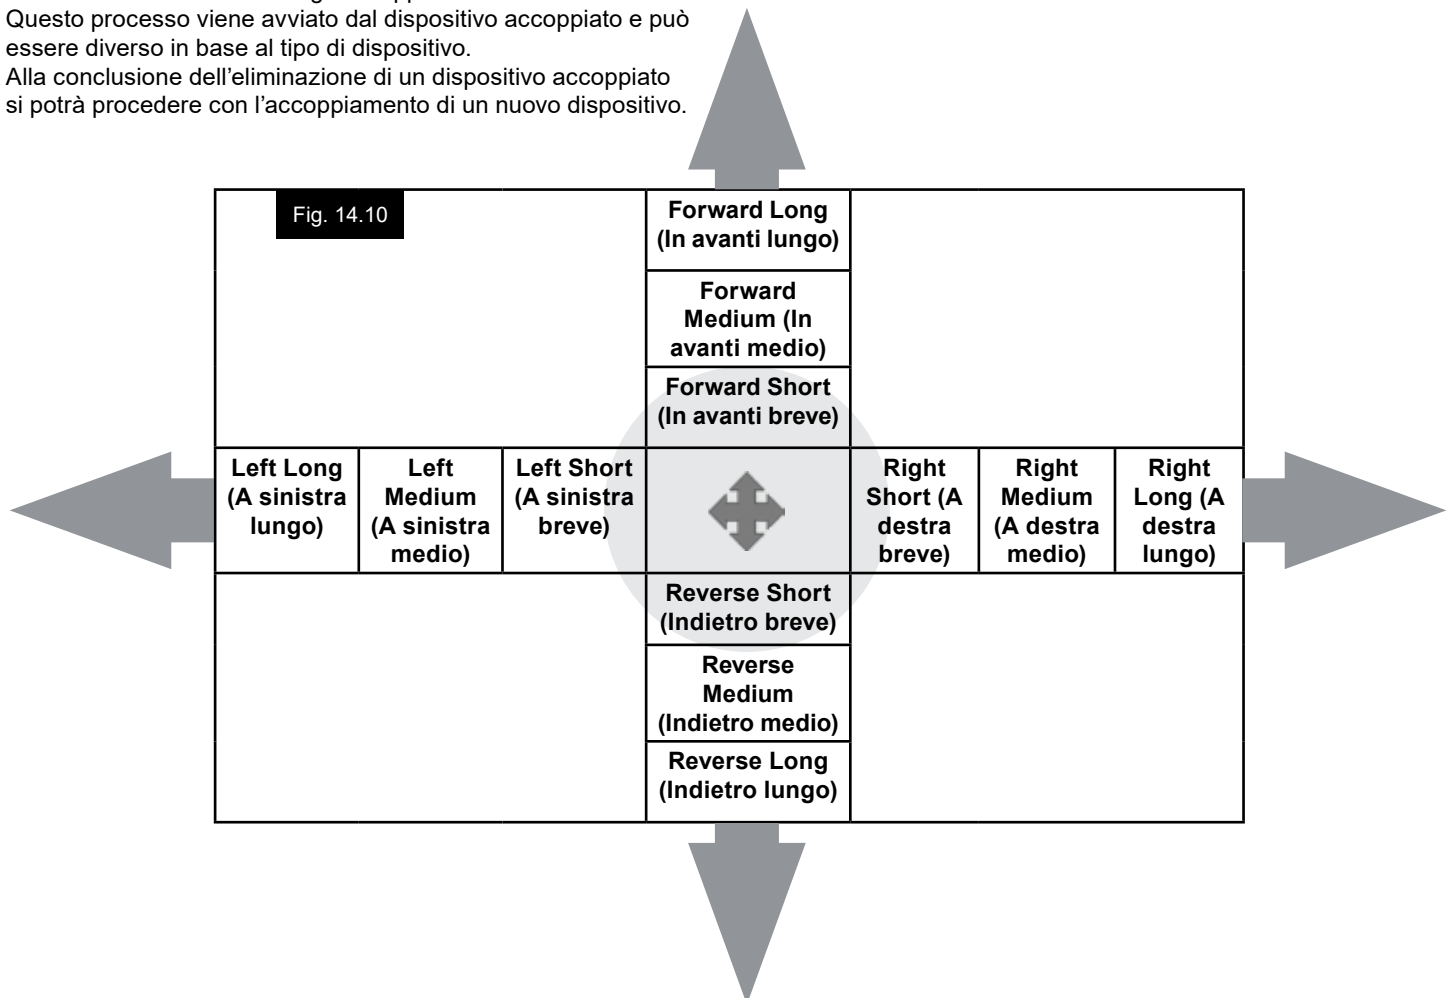 Questo processo viene avviato dal dispositivo accoppiato e può
essere diverso in base al tipo di dispositivo.
Alla conclusione dell’eliminazione di un dispositivo accoppiato
si potrà procedere con l’accoppiamento di un nuovo dispositivo.
Fig. 14.10
Forward Long
(In avanti lungo)
Forward
Medium (In
avanti medio)
Forward Short
(In avanti breve)
Left Long
(A sinistra
lungo)
Left
Medium
(A sinistra
medio)
Left Short
(A sinistra
breve)
Right
Short (A
destra
breve)
Right
Medium
(A destra
medio)
Right
Long (A
destra
lungo)
Reverse Short
(Indietro breve)
Reverse
Medium
(Indietro medio)
Reverse Long
(Indietro lungo)